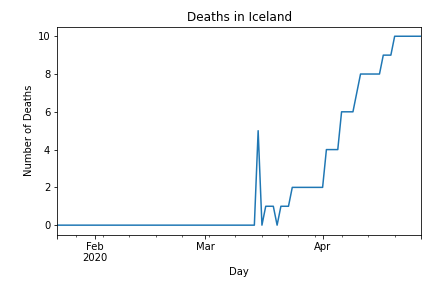 Deaths in Iceland
10
8
6
4
2
0
Number of Deaths
Feb
2020
Mar
Apr
Day